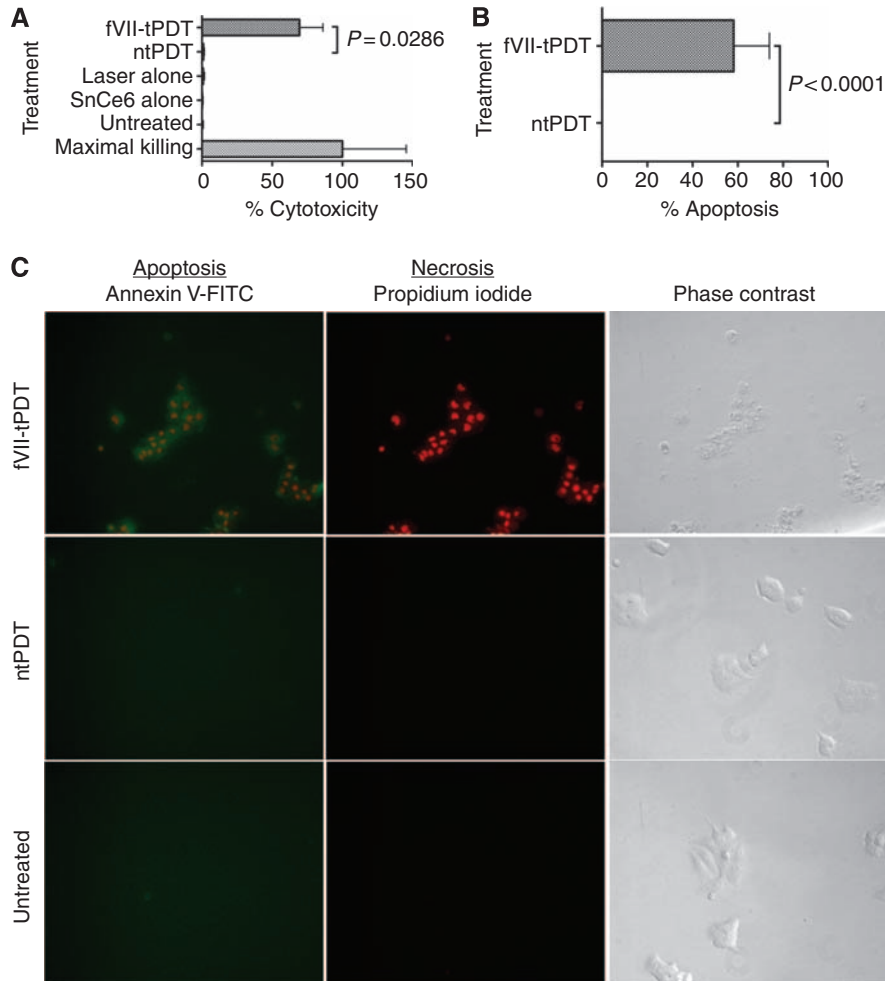 A
Treatment
fVII-tPDT
ntPDT
Laser alone
SnCe6 alone
Untreated
Maximal killing
P = 0.0286
0 50 100 150
% Cytotoxicity
B
Treatment
fVII-tPDT
ntPDT
P < 0.0001
0 20 40 60 80 100
% Apoptosis
C
Apoptosis
Annexin V-FITC
Necrosis
Propidium iodide
Phase contrast
fVII-tPDT
ntPDT
Untreated